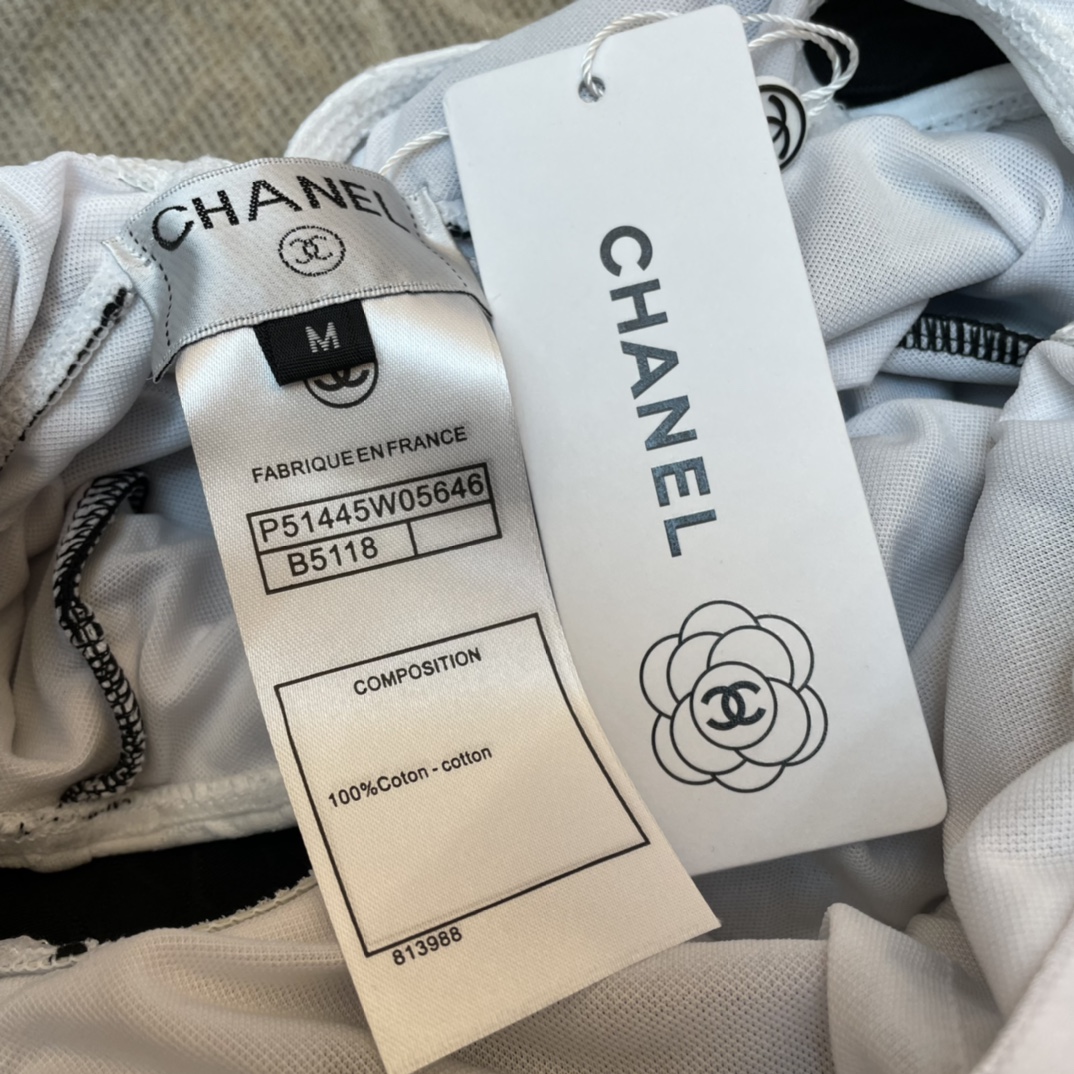 CHANEL
M
FABRIQUE EN FRANCE
P51445W05646
B5118
COMPOSITION
100%Coton - cotton
813988
CHANEL